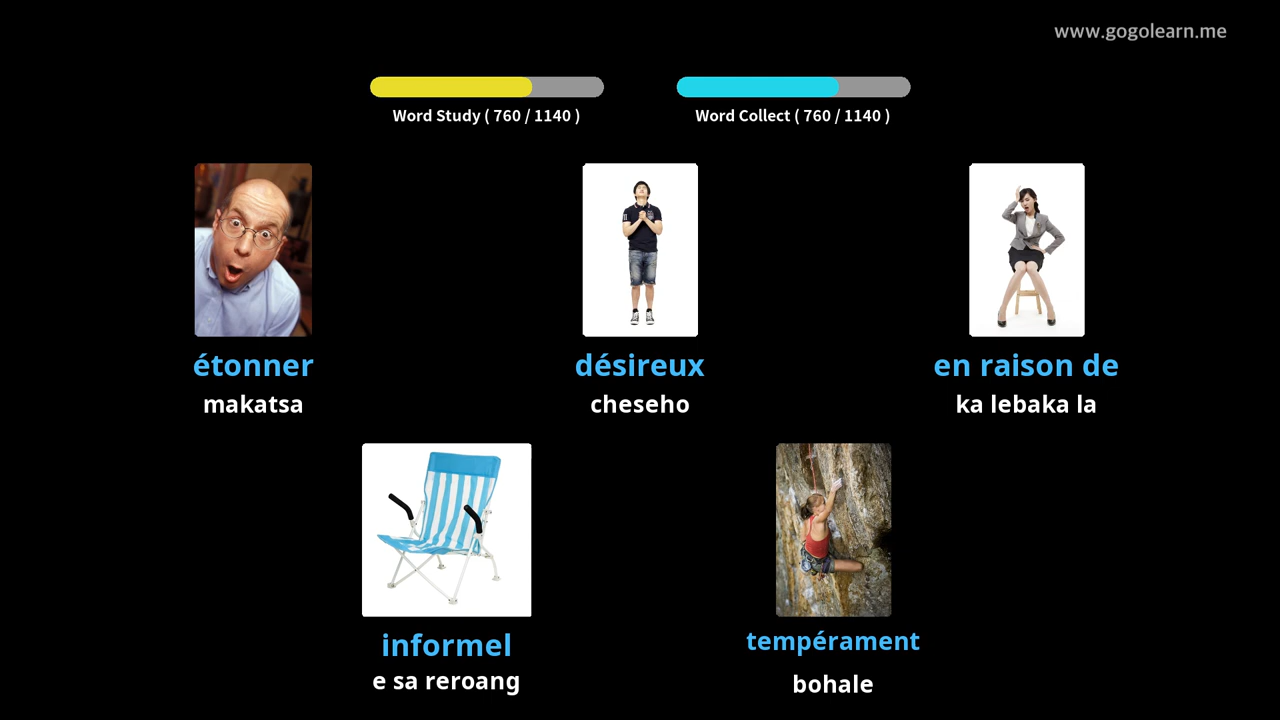 www.gogolearn.me
Word Study ( 760 / 1140 )
Word Collect ( 760 / 1140 )
étonner
makatsa
désireux
cheseho
en raison de
ka lebaka la
informel
e sa reroang
tempérament
bohale